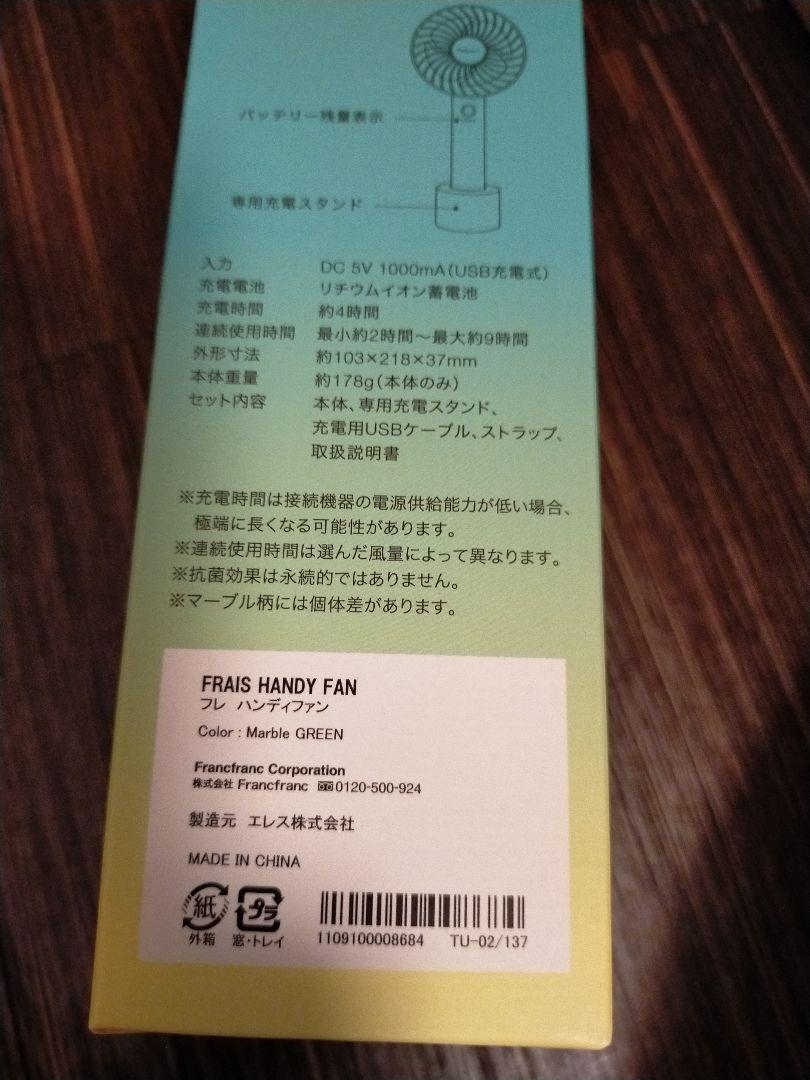 バッテリー残量表示
専用充電スタンド
入力 DC 5V 1000mA(USB充電式)
充電電池 リチウムイオン蓄電池
充電時間 約4時間
連続使用時間 最小約2時間〜最大約9時間
外形寸法 約103×218×37mm
本体重量 約178g(本体のみ)
セット内容 本体、専用充電スタンド、
充電用USBケーブル、ストラップ、
取扱説明書
※充電時間は接続機器の電源供給能力が低い場合、
極端に長くなる可能性があります。
※連続使用時間は選んだ風量によって異なります。
※抗菌効果は永続的ではありません。
※マーブル柄には個体差があります。
FRAIS HANDY FAN
フレ ハンディファン
Color : Marble GREEN
Francfranc Corporation
株式会社 Francfranc 0120-500-924
製造元 エレス株式会社
MADE IN CHINA
紙 プラ
外箱 窓・トレイ
1109100008684 TU-02/137